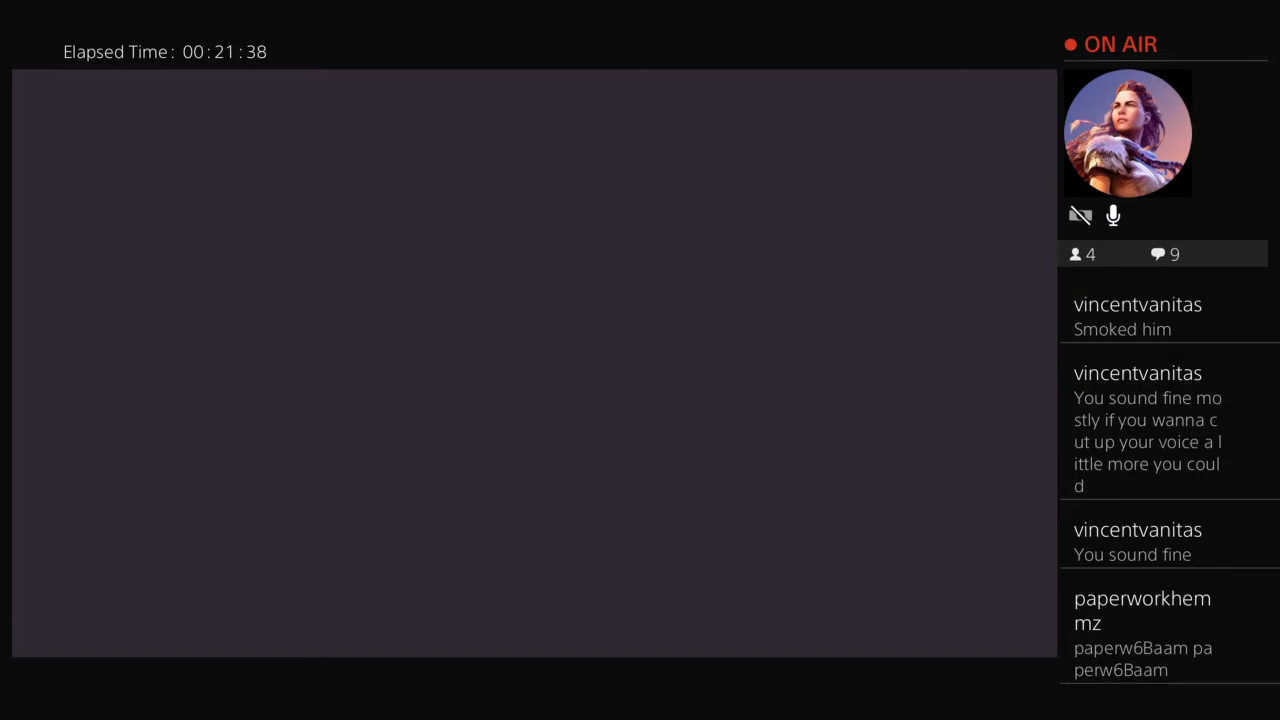 Elapsed Time: 00:21:38
ON AIR
4 9
vincentvanitas
Smoked him
vincentvanitas
You sound fine mo
stly if you wanna c
ut up your voice a l
ittle more you coul
d
vincentvanitas
You sound fine
paperworkhem
mz
paperw6Baam pa
perw6Baam